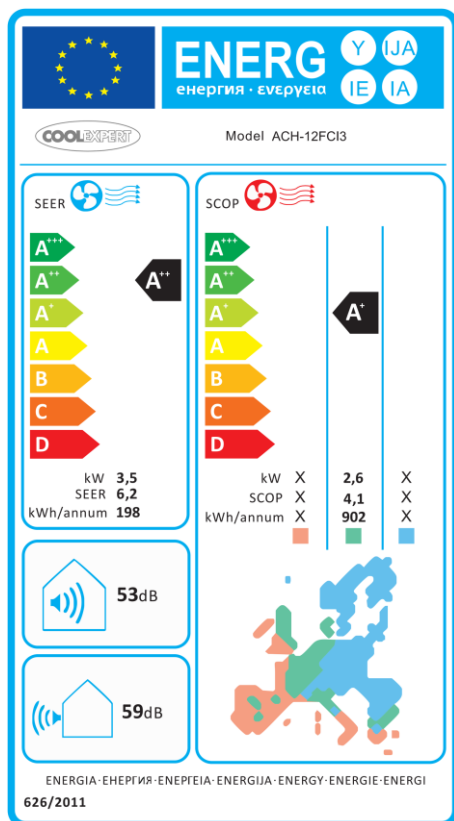 ENERG
енергия · ενεργεια
Y IJA
IE IA
COOLEXPERT
Model ACH-12FCI3
SEER
A+++
A++
A+
A
B
C
D
A++
kW 3,5
SEER 6,2
kWh/annum 198
SCOP
A+++
A++
A+
A
B
C
D
A+
kW X 2,6 X
SCOP X 4,1 X
kWh/annum X 902 X
53dB
59dB
ENERGIA·ЕНЕРГИЯ·ΕΝΕΡΓΕΙΑ·ENERGIJA·ENERGY·ENERGIE·ENERGI
626/2011